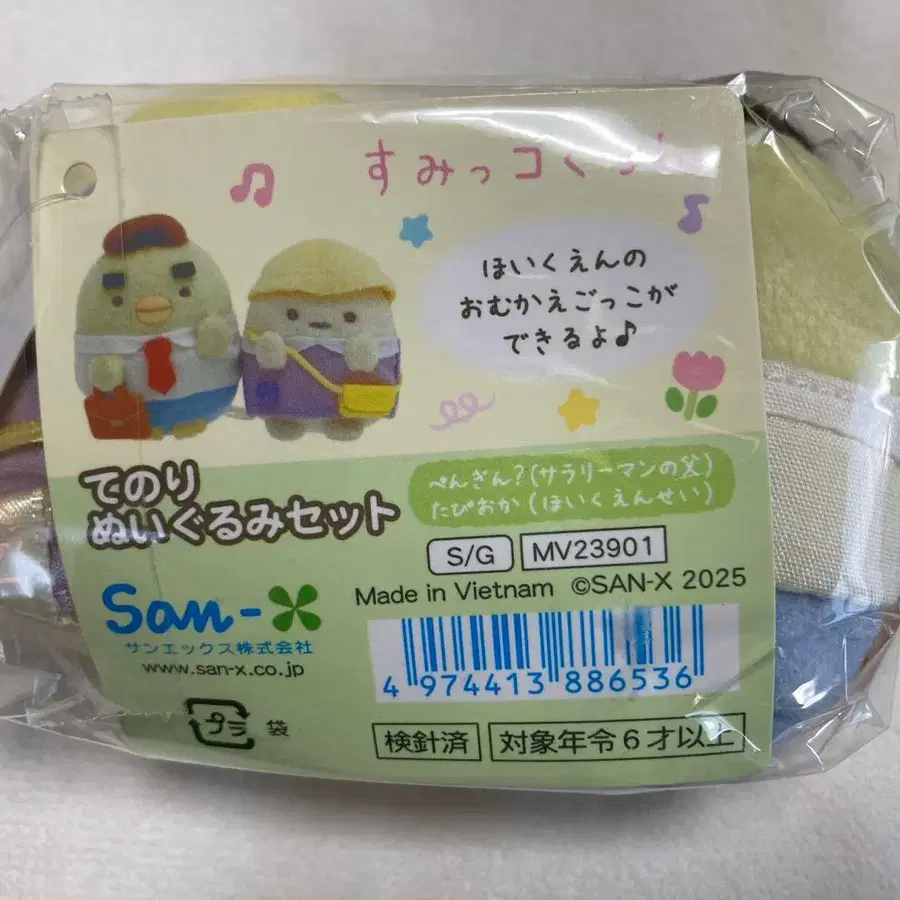 すみっコぐらし
ほいくえんの
おむかえごっこが
できるよ♪
てのり
ぬいぐるみセット
ぺんぎん?(サラリーマンの父)
たぴおか(ほいくえんせい)
S/G
MV23901
Made in Vietnam ©SAN-X 2025
San-X
サンエックス株式会社
www.san-x.co.jp
4 974413 886536
プラ 袋
検針済
対象年令6才以上